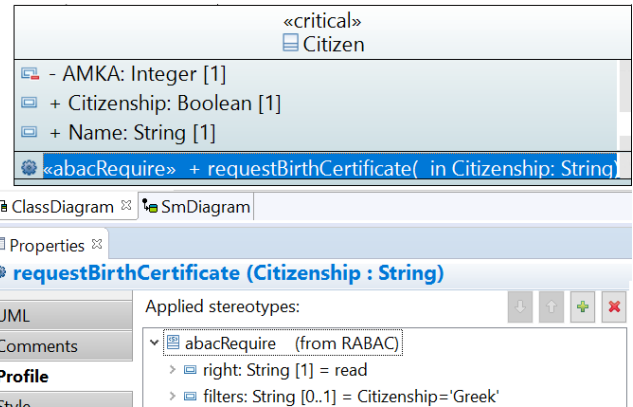 «critical»
Citizen
- AMKA: Integer [1]
+ Citizenship: Boolean [1]
+ Name: String [1]
«abacRequire» + requestBirthCertificate( in Citizenship: String)
ClassDiagram SmDiagram
Properties
requestBirthCertificate (Citizenship : String)
UML
Applied stereotypes:
Comments
abacRequire (from RABAC)
Profile
right: String [1] = read
Style
filters: String [0..1] = Citizenship='Greek'